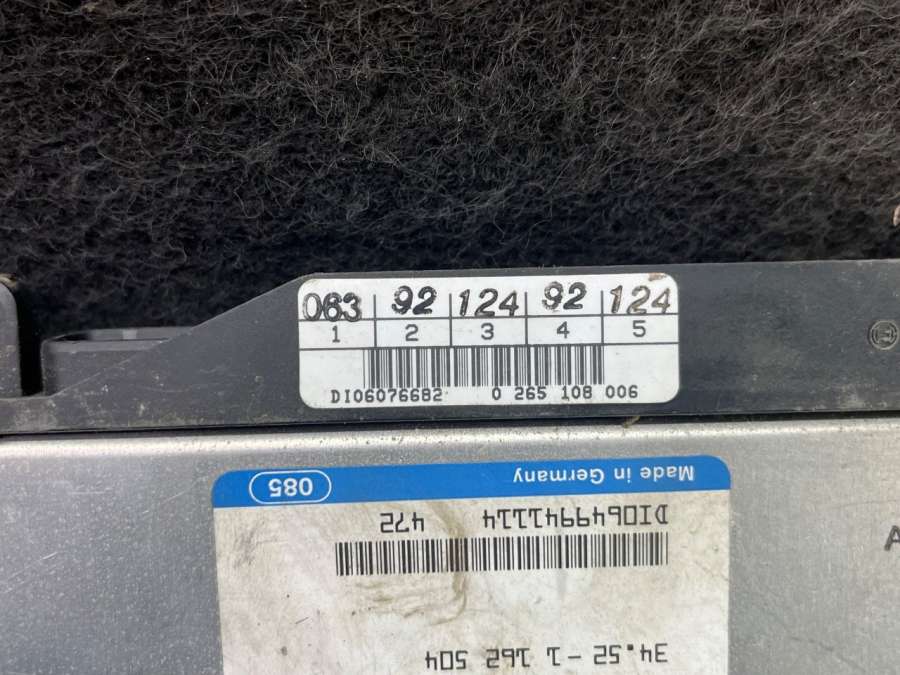 063 92 124 92 124
1 2 3 4 5
DI06076682 0 265 108 006
Made in Germany 085
DI0649941114 472
34.52-1 162 504
A